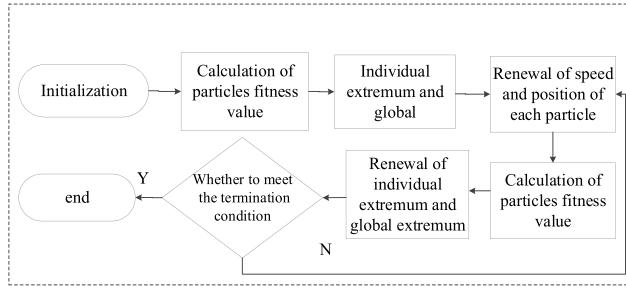 Initialization
Calculation of
particles fitness
value
Individual
extremum and
global
Renewal of speed
and position of
each particle
Calculation of
particles fitness
value
Renewal of
individual
extremum and
global extremum
Whether to meet
the termination
condition
Y
end
N